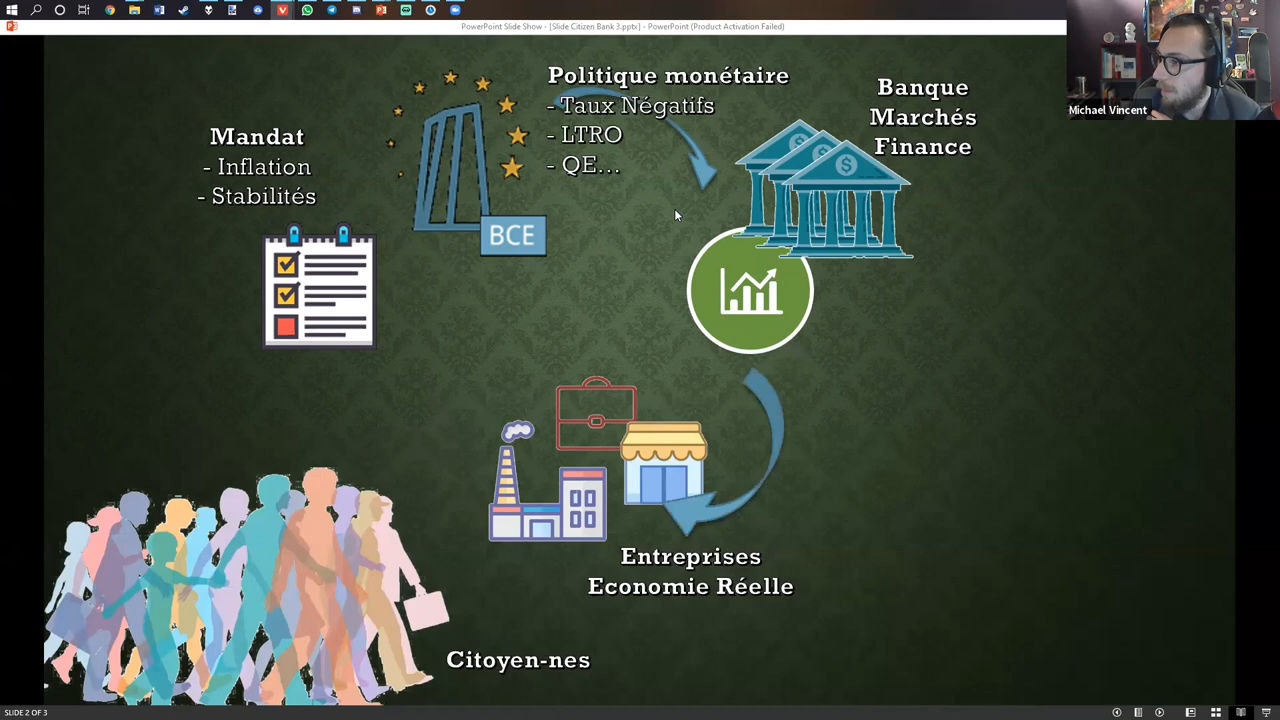 PowerPoint Slide Show - [Slide Citizen Bank 3.pptx] - PowerPoint (Product Activation Failed)
Michael Vincent
Politique monétaire
- Taux Négatifs
- LTRO
- QE...
Banque
Marchés
Finance
Mandat
- Inflation
- Stabilités
BCE
Entreprises
Economie Réelle
Citoyen-nes
SLIDE 2 OF 3